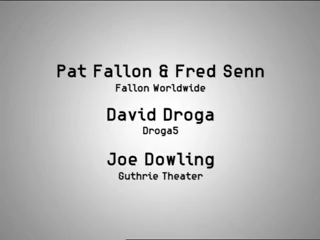 Pat Fallon & Fred Senn
Fallon Worldwide
David Droga
Droga5
Joe Dowling
Guthrie Theater